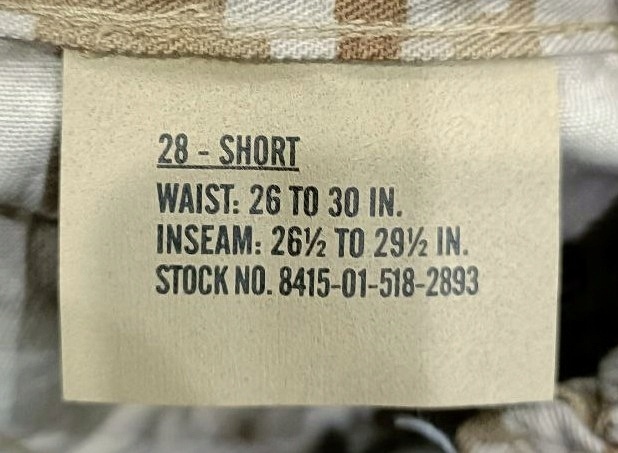 28 - SHORT
WAIST: 26 TO 30 IN.
INSEAM: 26½ TO 29½ IN.
STOCK NO. 8415-01-518-2893